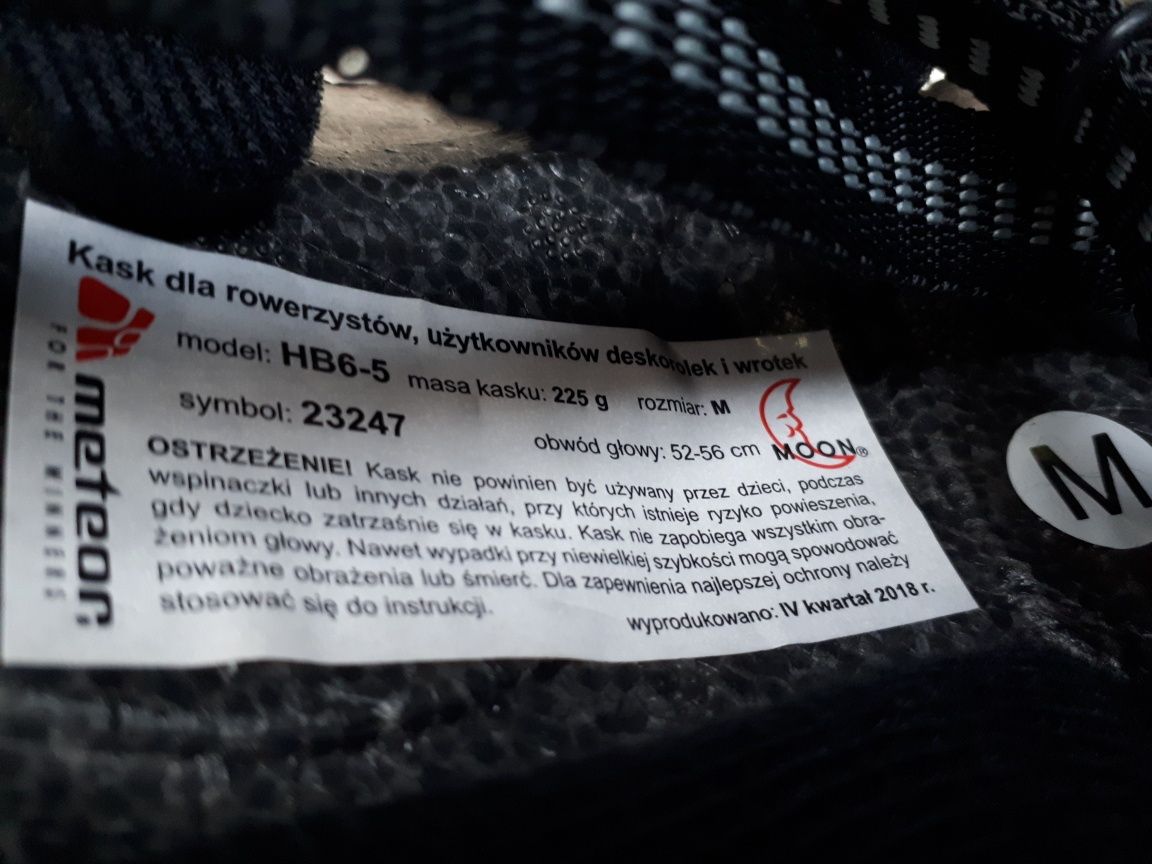 Kask dla rowerzystów, użytkowników deskorolek i wrotek
model: HB6-5 masa kasku: 225 g rozmiar: M
symbol: 23247 obwód głowy: 52-56 cm
MOON®
OSTRZEŻENIE! Kask nie powinien być używany przez dzieci, podczas
wspinaczki lub innych działań, przy których istnieje ryzyko powieszenia,
gdy dziecko zatrzaśnie się w kasku. Kask nie zapobiega wszystkim obra-
żeniom głowy. Nawet wypadki przy niewielkiej szybkości mogą spowodować
poważne obrażenia lub śmierć. Dla zapewnienia najlepszej ochrony należy
stosować się do instrukcji.
wyprodukowano: IV kwartał 2018 r.
meteor®
FOR THE WINNERS
M